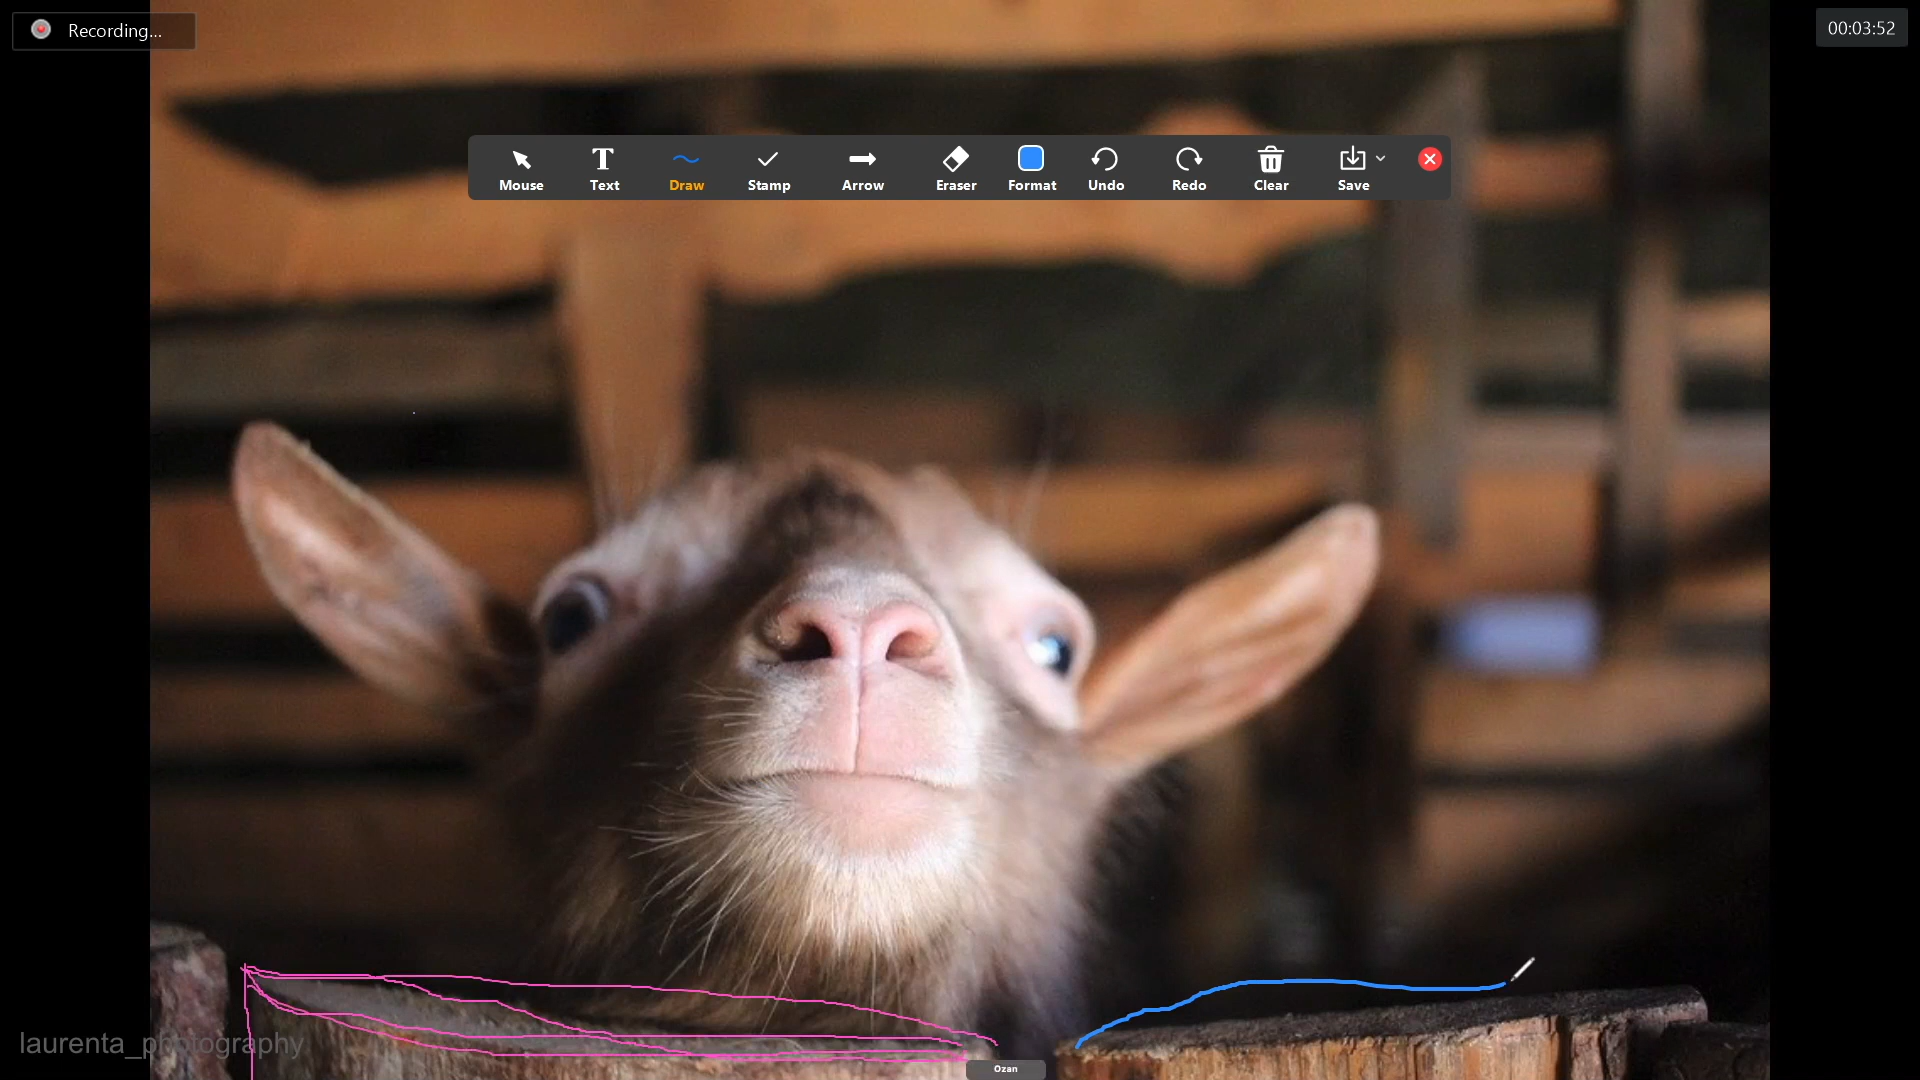 Recording...
00:03:52
Mouse Text Draw Stamp Arrow Eraser Format Undo Redo Clear Save
laurenta_photography
Ozan